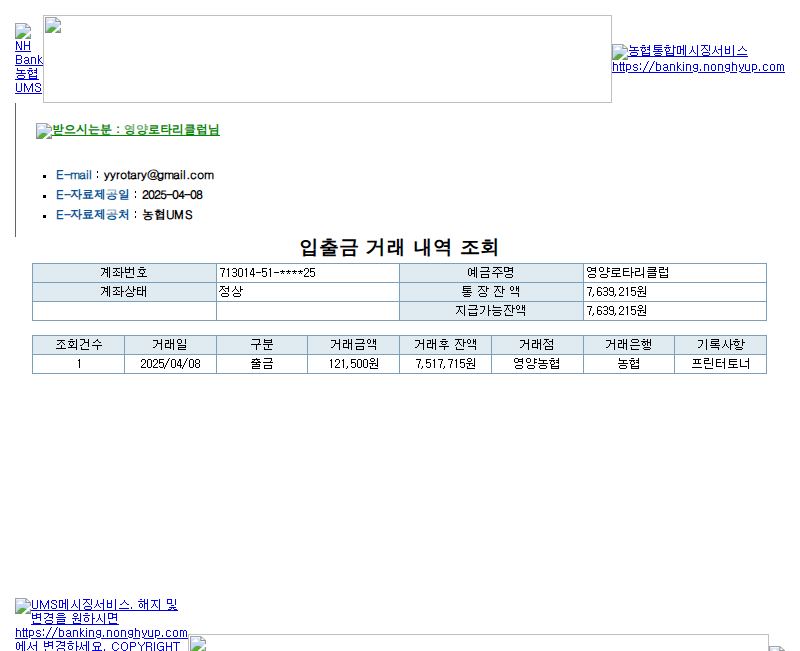 NH
Bank
농협
UMS
농협통합메시징서비스
https://banking.nonghyup.com
받으시는분 : 영양로타리클럽님
E-mail : yyrotary@gmail.com
E-자료제공일 : 2025-04-08
E-자료제공처 : 농협UMS
입출금 거래 내역 조회
계좌번호 713014-51-****25 예금주명 영양로타리클럽
계좌상태 정상 통 장 잔 액 7,639,215원
지급가능잔액 7,639,215원
조회건수 거래일 구분 거래금액 거래후 잔액 거래점 거래은행 기록사항
1 2025/04/08 출금 121,500원 7,517,715원 영양농협 농협 프린터토너
UMS메시징서비스. 해지 및
변경을 원하시면
https://banking.nonghyup.com
에서 변경하세요. COPYRIGHT